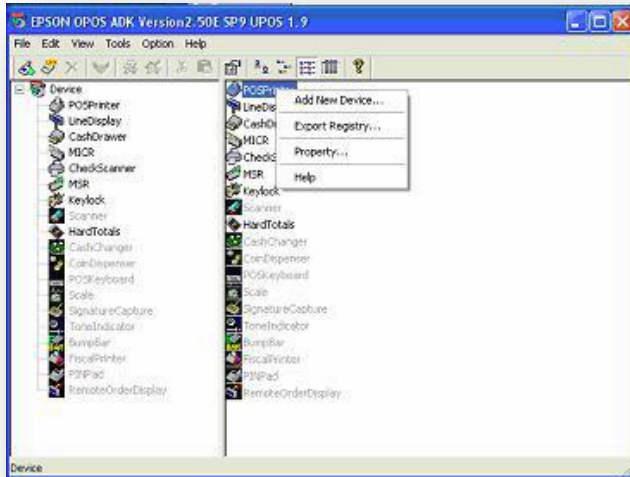 EPSON OPOS ADK Version2.50E SP9 UPOS 1.9
File Edit View Tools Option Help
Device
POSPrinter
LineDisplay
CashDrawer
MICR
CheckScanner
MSR
Keylock
Scanner
HardTotals
CashChanger
CoinDispenser
POSKeyboard
Scale
SignatureCapture
ToneIndicator
BumpBar
FiscalPrinter
PINPad
RemoteOrderDisplay
POSPrinter
LineDis
CashD
MICR
CheckS
MSR
Keylock
Scanner
HardTotals
CashChanger
CoinDispenser
POSKeyboard
Scale
SignatureCapture
ToneIndicator
BumpBar
FiscalPrinter
PINPad
RemoteOrderDisplay
Add New Device...
Export Registry...
Property...
Help
Device